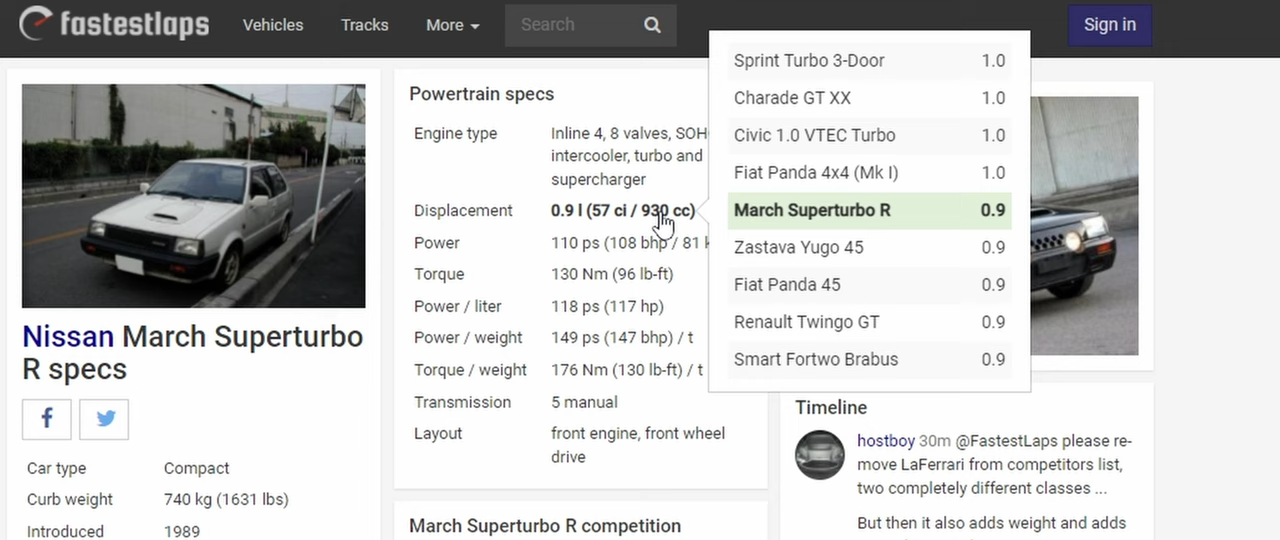 fastestlaps Vehicles Tracks More Search Sign in
Nissan March Superturbo
R specs
Car type Compact
Curb weight 740 kg (1631 lbs)
Introduced 1989
Powertrain specs
Engine type Inline 4, 8 valves,
intercooler, turbo and
supercharger
Displacement 0.9 l (57 ci / 930 cc)
Power 110 ps (108 bhp / 81
Torque 130 Nm (96 lb-ft)
Power / liter 118 ps (117 hp)
Power / weight 149 ps (147 bhp) / t
Torque / weight 176 Nm (130 lb-ft) / t
Transmission 5 manual
Layout front engine, front wheel
drive
March Superturbo R competition
Sprint Turbo 3-Door 1.0
Charade GT XX 1.0
Civic 1.0 VTEC Turbo 1.0
Fiat Panda 4x4 (Mk I) 1.0
March Superturbo R 0.9
Zastava Yugo 45 0.9
Fiat Panda 45 0.9
Renault Twingo GT 0.9
Smart Fortwo Brabus 0.9
Timeline
hostboy 30m @FastestLaps please re-
move LaFerrari from competitors list,
two completely different classes ...
But then it also adds weight and adds